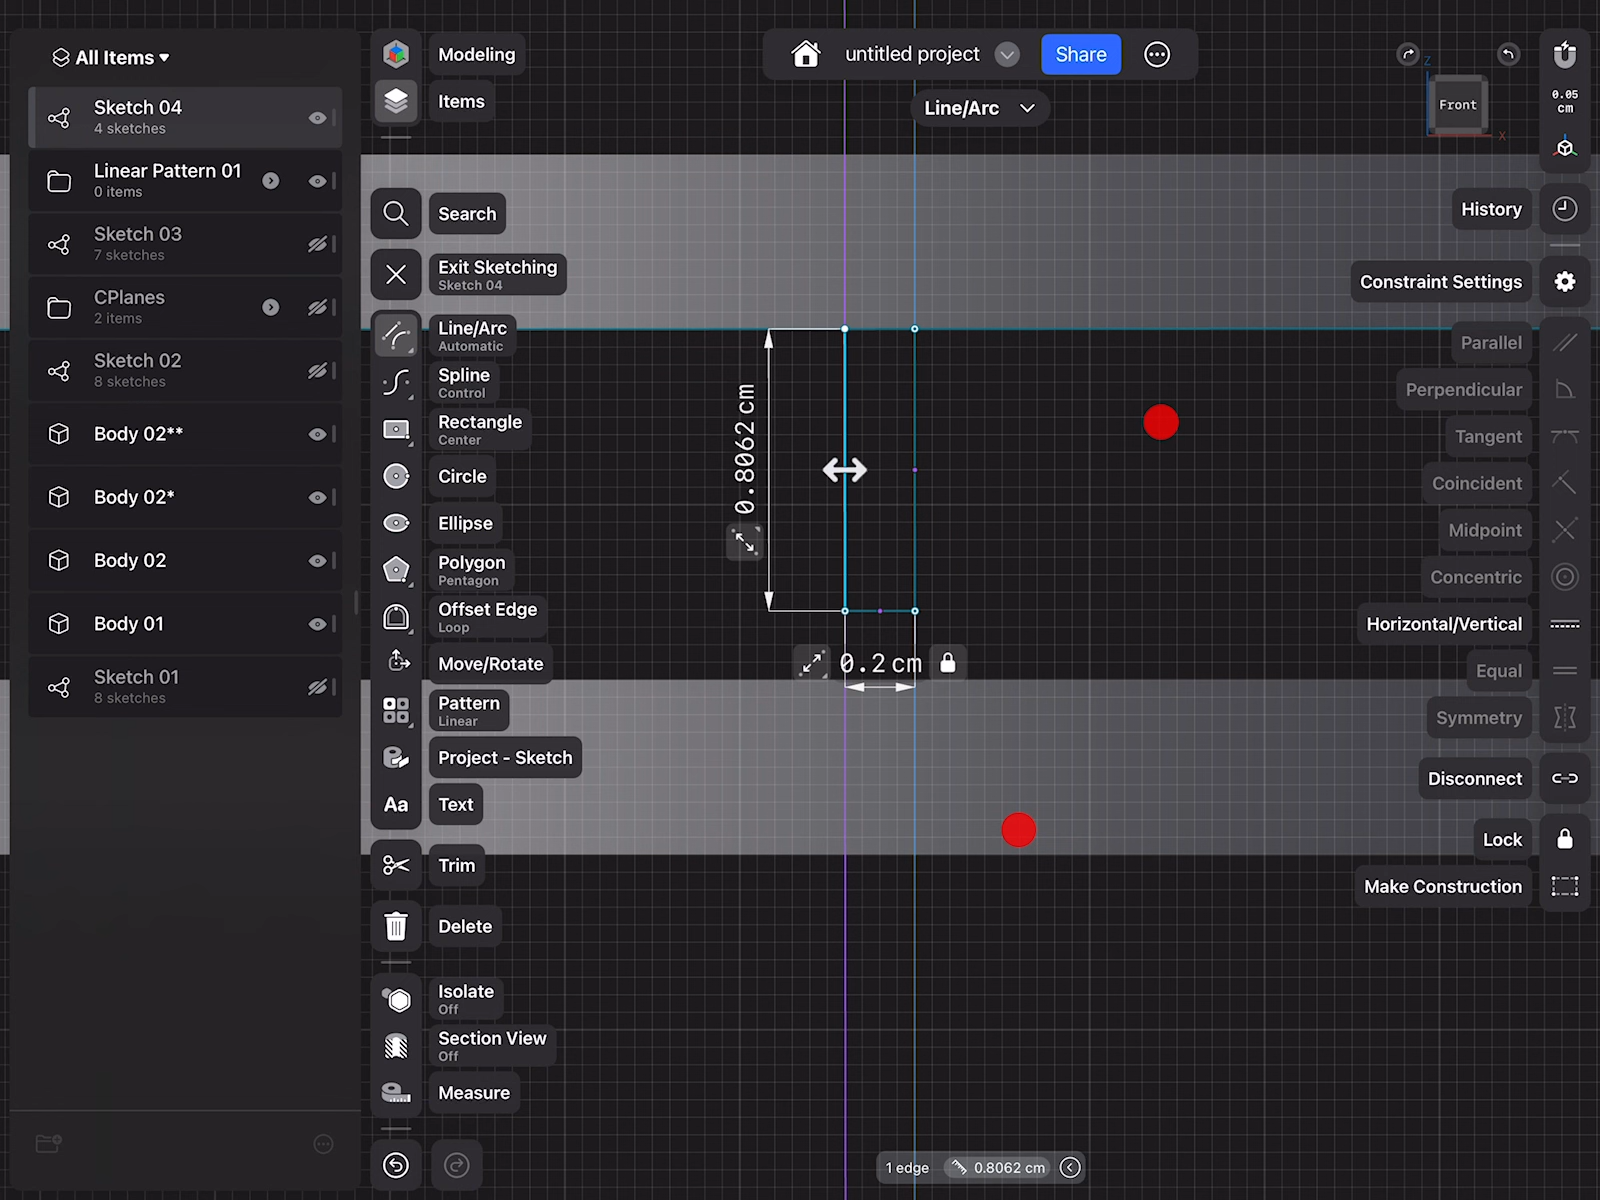 All Items
Sketch 04
4 sketches
Linear Pattern 01
0 items
Sketch 03
7 sketches
CPlanes
2 items
Sketch 02
8 sketches
Body 02**
Body 02*
Body 02
Body 01
Sketch 01
8 sketches
Modeling
Items
Search
Exit Sketching
Sketch 04
Line/Arc
Automatic
Spline
Control
Rectangle
Center
Circle
Ellipse
Polygon
Pentagon
Offset Edge
Loop
Move/Rotate
Pattern
Linear
Project - Sketch
Aa
Text
Trim
Delete
Isolate
Off
Section View
Off
Measure
untitled project
Share
Line/Arc
0.8062 cm
0.2 cm
1 edge
0.8062 cm
Z
Front
X
0.05
cm
History
Constraint Settings
Parallel
Perpendicular
Tangent
Coincident
Midpoint
Concentric
Horizontal/Vertical
Equal
Symmetry
Disconnect
Lock
Make Construction